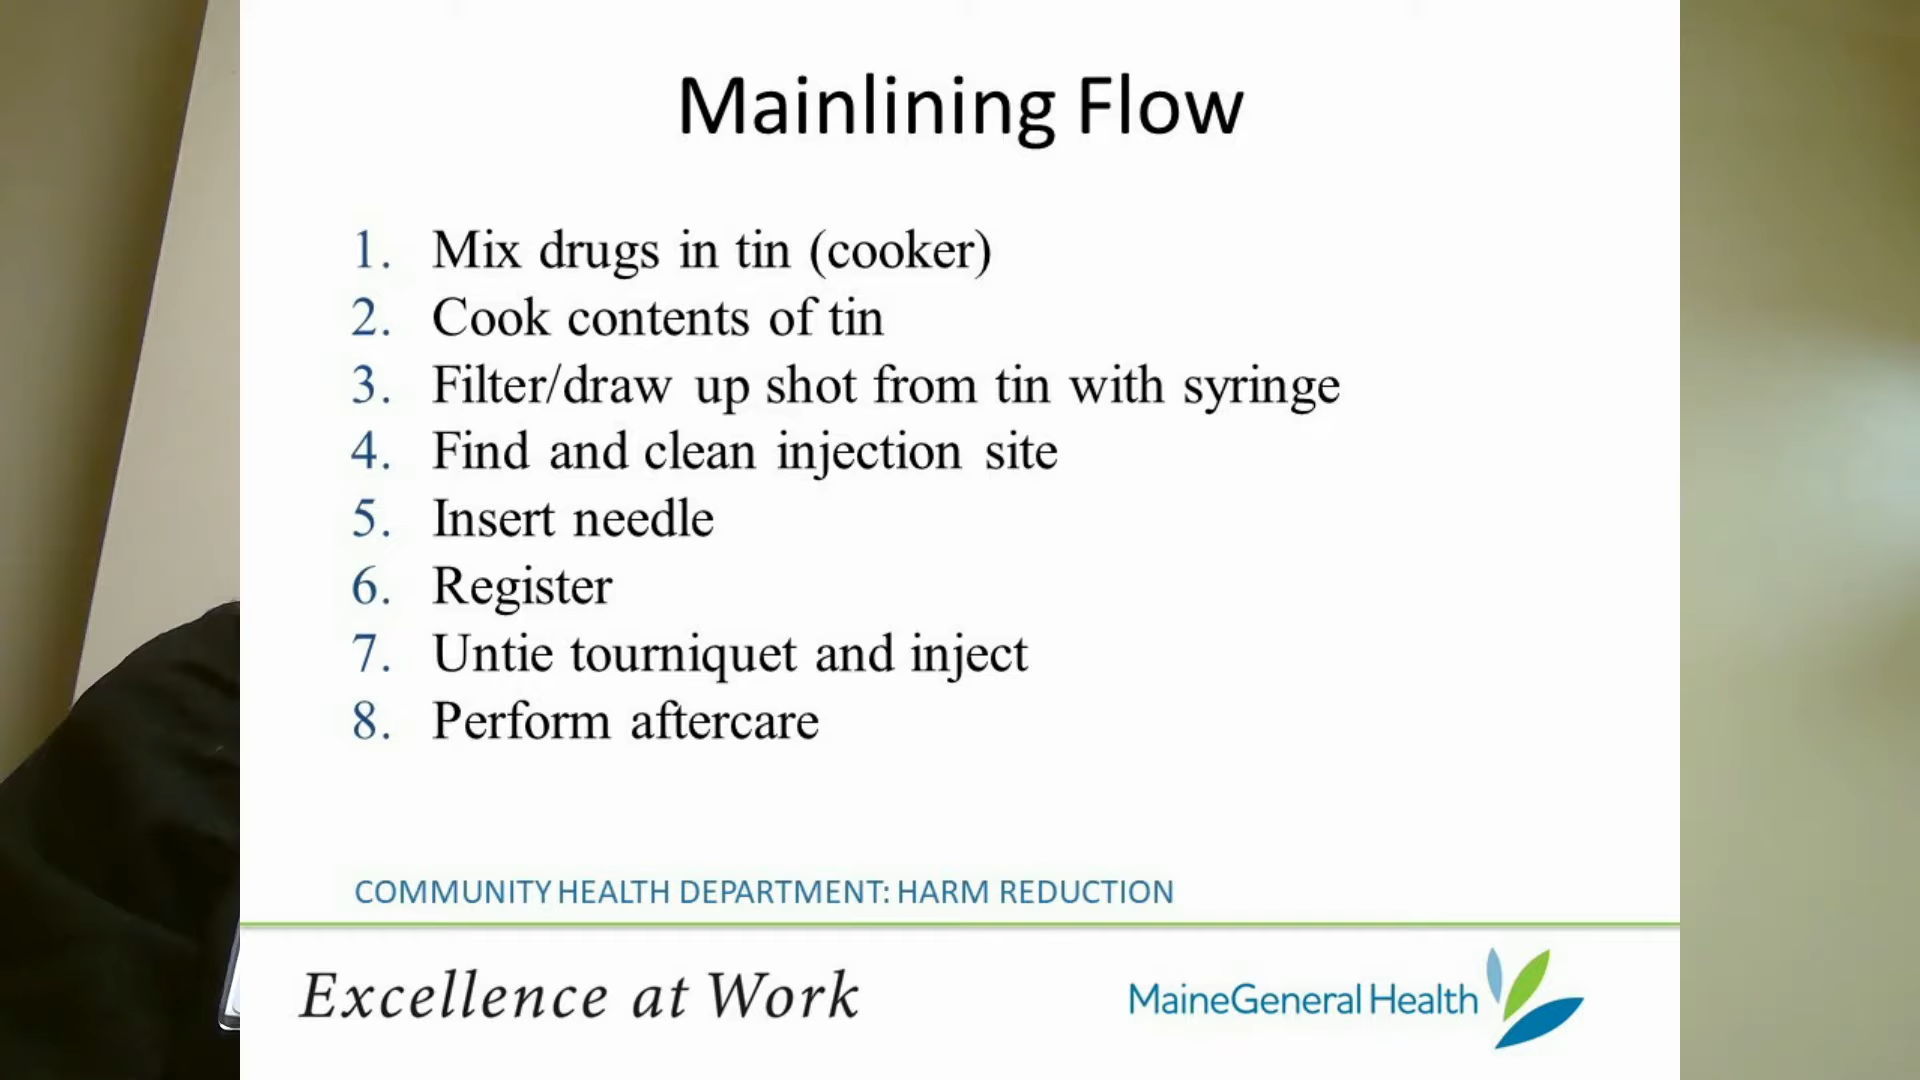 Mainlining Flow
1. Mix drugs in tin (cooker)
2. Cook contents of tin
3. Filter/draw up shot from tin with syringe
4. Find and clean injection site
5. Insert needle
6. Register
7. Untie tourniquet and inject
8. Perform aftercare
COMMUNITY HEALTH DEPARTMENT: HARM REDUCTION
Excellence at Work
MaineGeneral Health